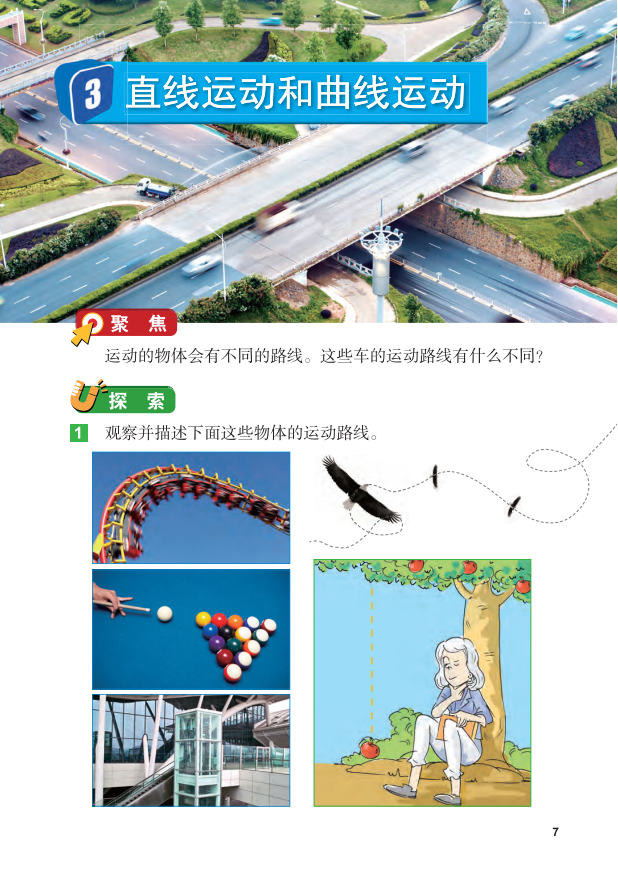 3 直线运动和曲线运动
聚 焦
运动的物体会有不同的路线。这些车的运动路线有什么不同？
探 索
1 观察并描述下面这些物体的运动路线。
7